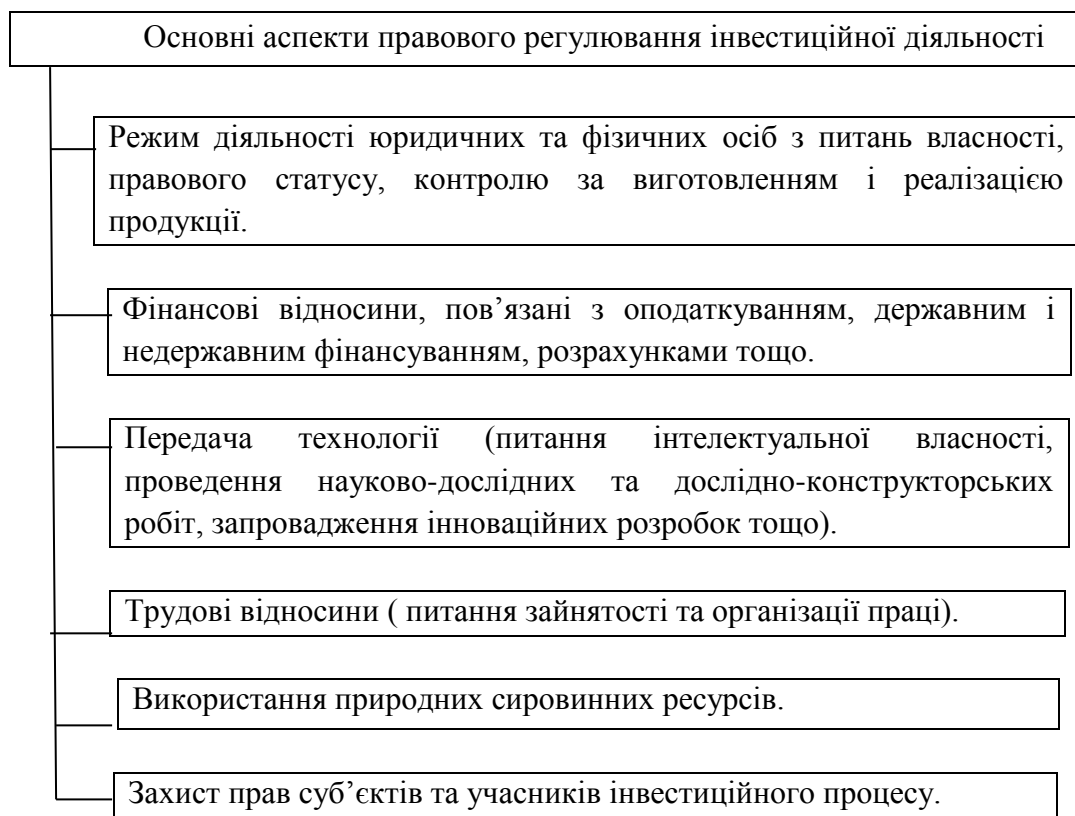 Основні аспекти правового регулювання інвестиційної діяльності
Режим діяльності юридичних та фізичних осіб з питань власності,
правового статусу, контролю за виготовленням і реалізацією
продукції.
Фінансові відносини, пов’язані з оподаткуванням, державним і
недержавним фінансуванням, розрахунками тощо.
Передача технології (питання інтелектуальної власності,
проведення науково-дослідних та дослідно-конструкторських
робіт, запровадження інноваційних розробок тощо).
Трудові відносини ( питання зайнятості та організації праці).
Використання природних сировинних ресурсів.
Захист прав суб’єктів та учасників інвестиційного процесу.